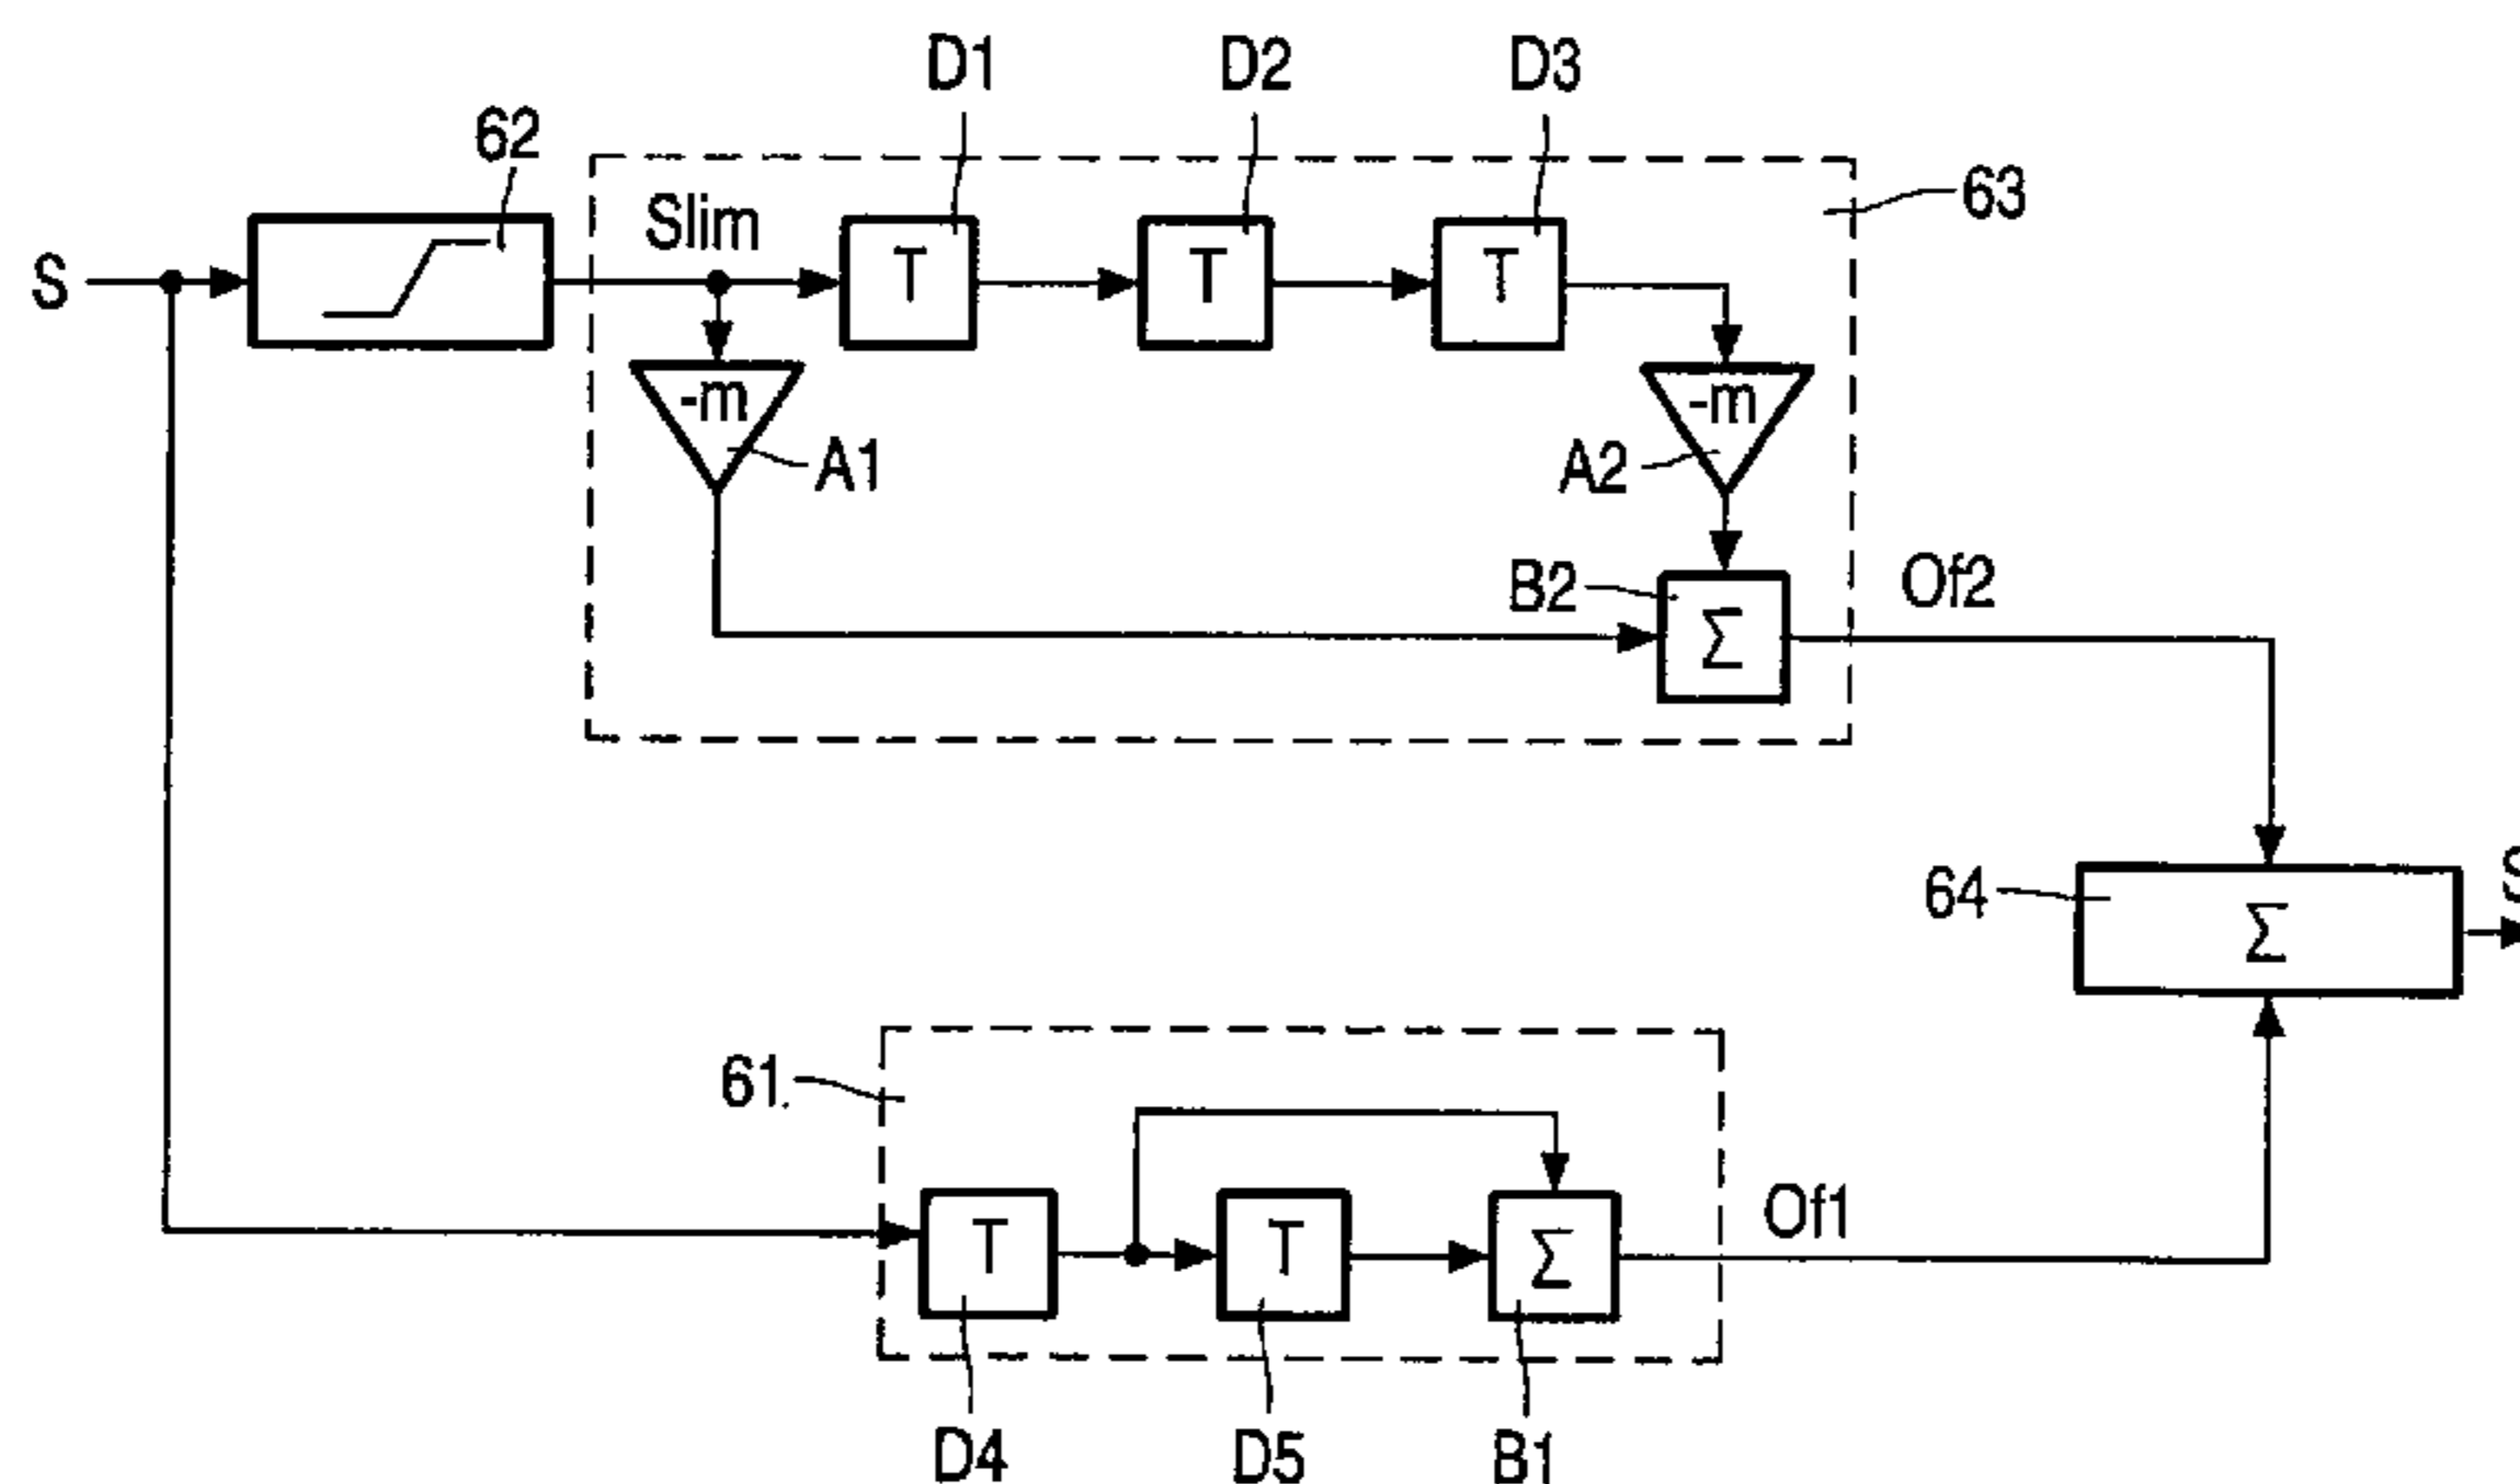 D1 D2 D3
62
Slim
63
S
T T T
-m -m
A1 A2
B2
Of2
Σ
64
S
Σ
61.
Of1
T T Σ
D4 D5 B1